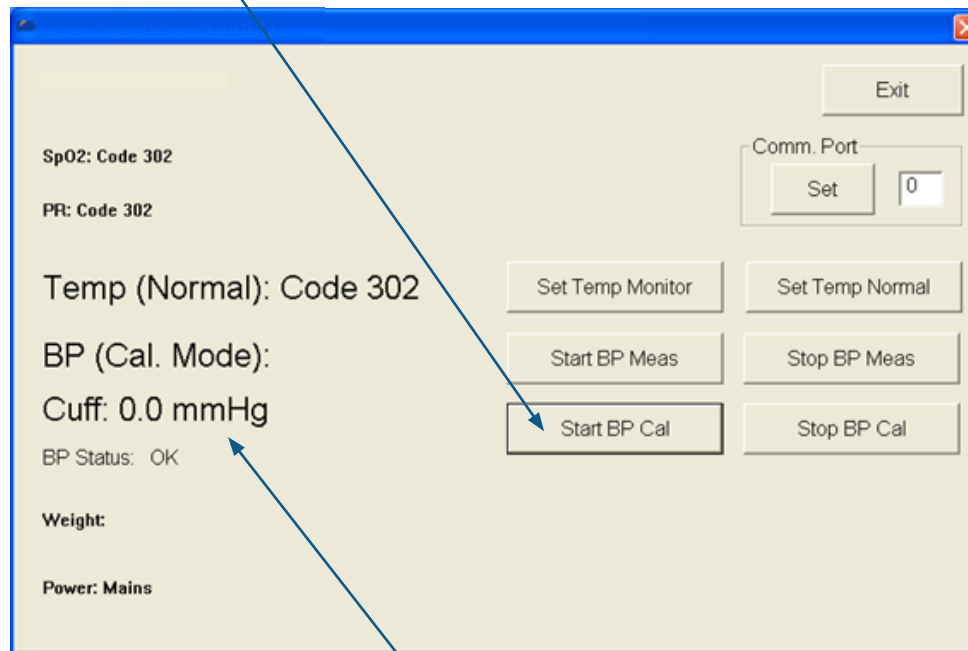 Exit
SpO2: Code 302
Comm. Port
Set
0
PR: Code 302
Temp (Normal): Code 302
Set Temp Monitor
Set Temp Normal
BP (Cal. Mode):
Start BP Meas
Stop BP Meas
Cuff: 0.0 mmHg
Start BP Cal
Stop BP Cal
BP Status: OK
Weight:
Power: Mains